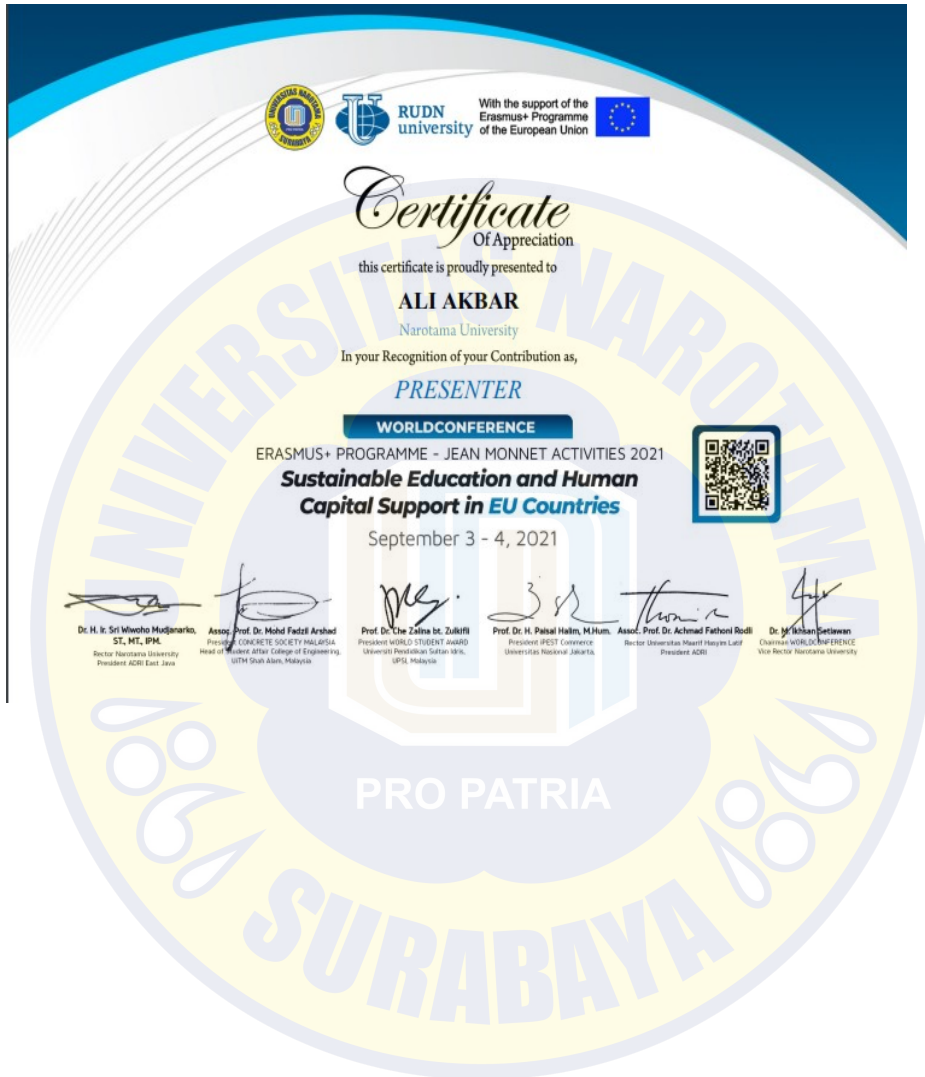 UNIVERSITAS NAROTAMA
PRO PATRIA
SURABAYA
RUDN
university
With the support of the
Erasmus+ Programme
of the European Union
Certificate
Of Appreciation
this certificate is proudly presented to
ALI AKBAR
Narotama University
In your Recognition of your Contribution as,
PRESENTER
WORLDCONFERENCE
ERASMUS+ PROGRAMME - JEAN MONNET ACTIVITIES 2021
Sustainable Education and Human
Capital Support in EU Countries
September 3 - 4, 2021
Dr. H. Ir. Sri Wiwoho Mudjanarko,
ST., MT., IPM.
Rector Narotama University
President ADRI East Java
Assoc. Prof. Dr. Mohd Fadzil Arshad
President CONCRETE SOCIETY MALAYSIA
Head of Student Affair College of Engineering,
UITM Shah Alam, Malaysia
Prof. Dr. Che Zalina bt. Zulkifli
President WORLD STUDENT AWARD
Universiti Pendidikan Sultan Idris,
UPSI, Malaysia
Prof. Dr. H. Paisal Halim, M.Hum.
President iPEST Commerce
Universitas Nasional Jakarta,
Assoc. Prof. Dr. Achmad Fathoni Rodli
Rector Universitas Maarif Hasyim Latif
President ADRI
Dr. M. Ikhsan Setiawan
Chairman WORLDCONFERENCE
Vice Rector Narotama University
UNIVERSITAS NAROTAMA
PRO PATRIA
SURABAYA